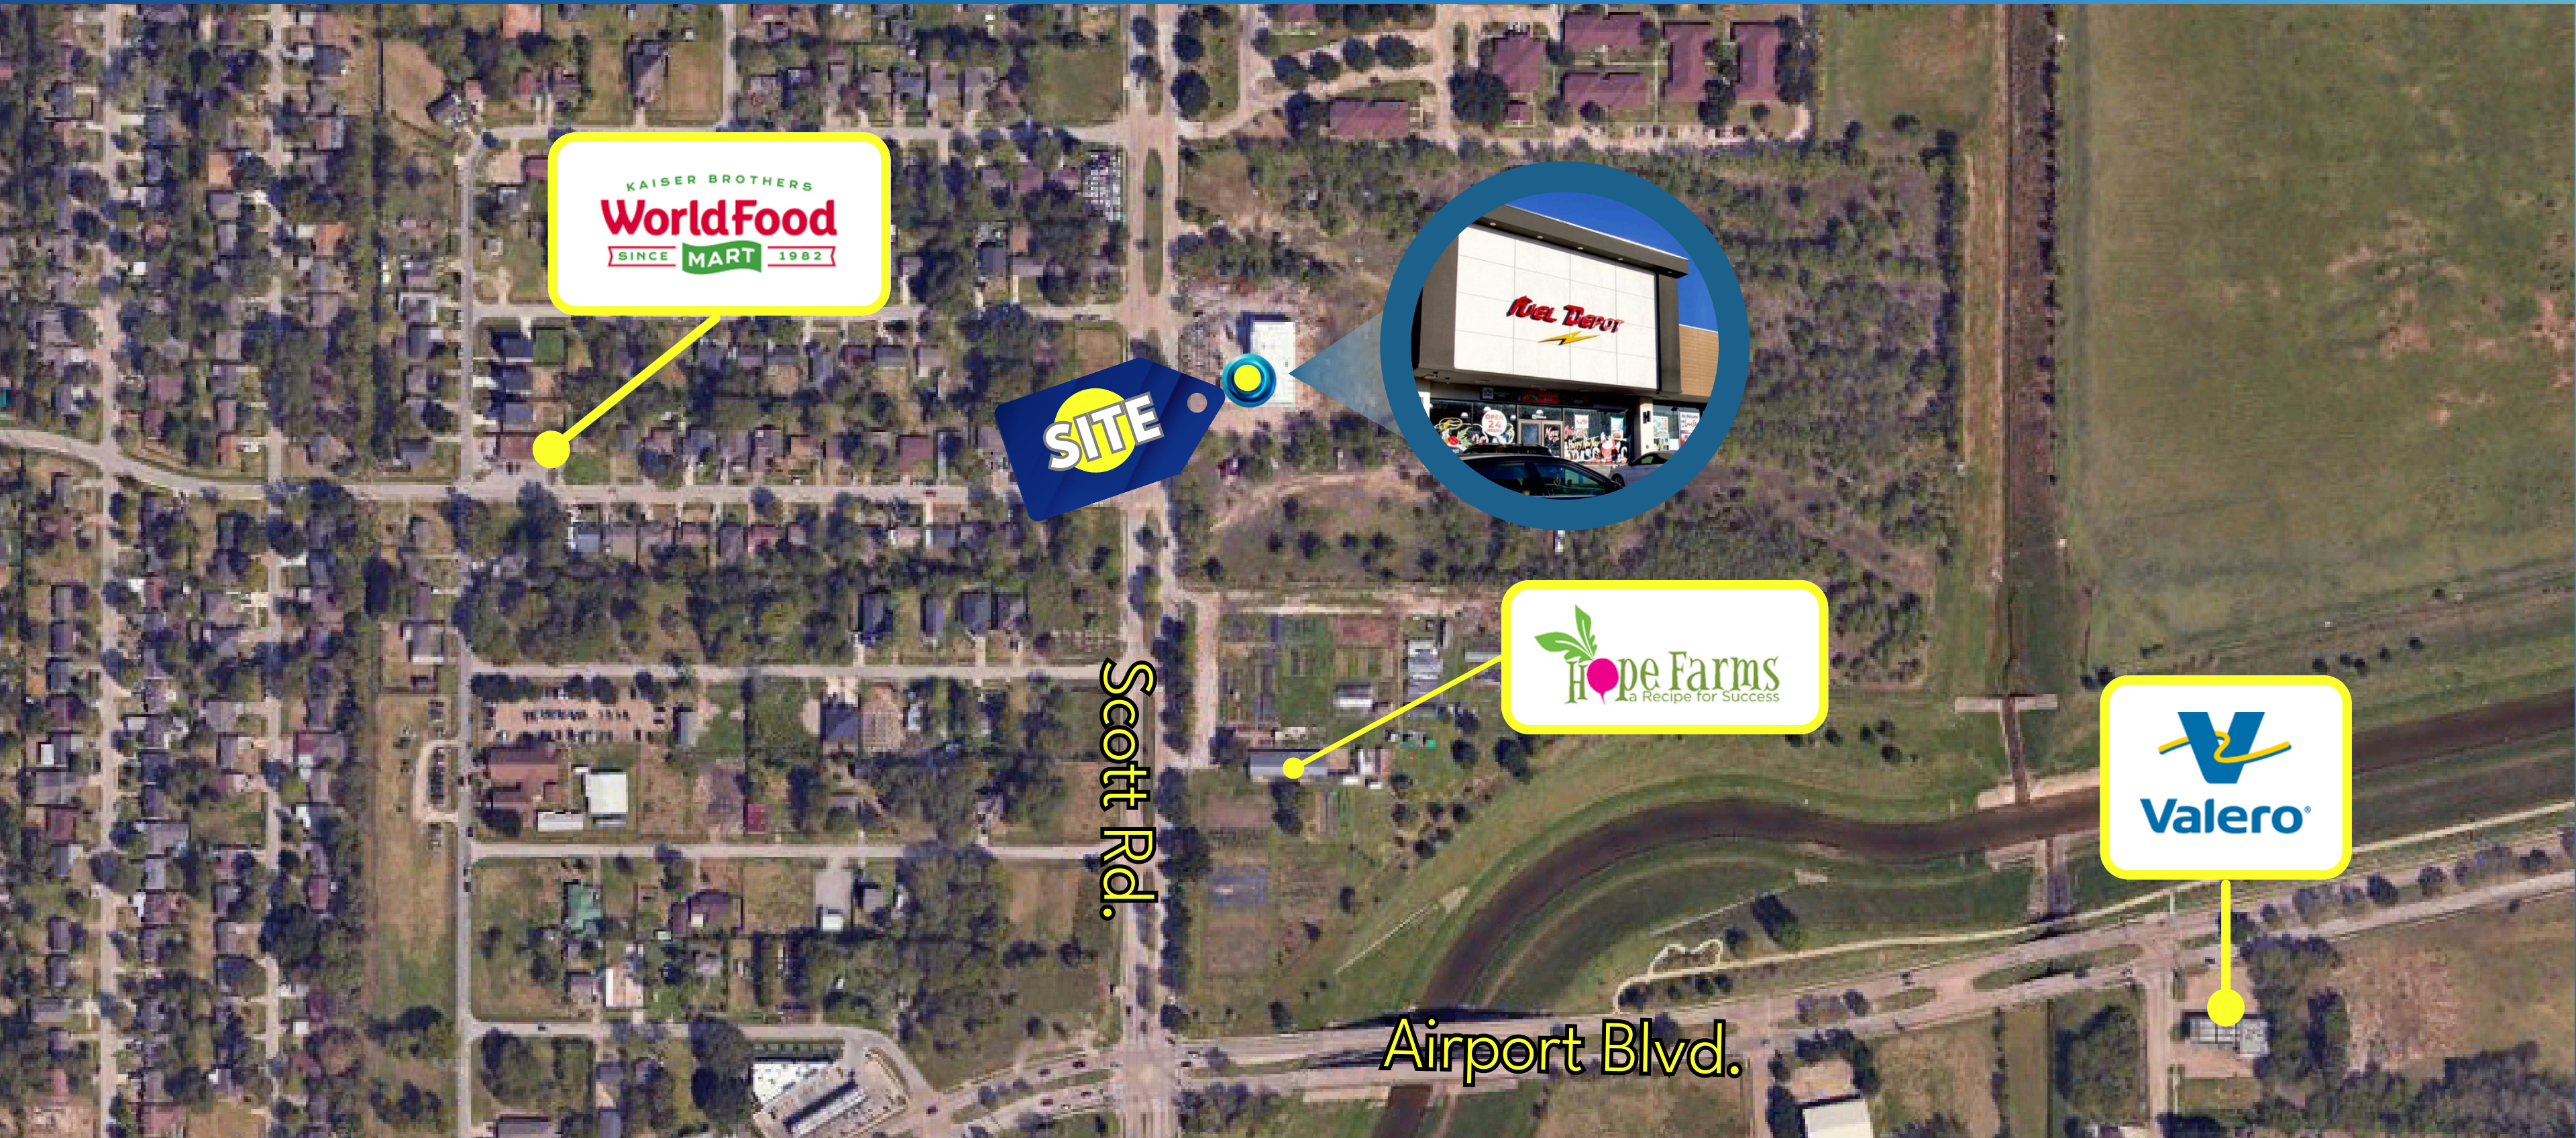 KAISER BROTHERS
WorldFood
SINCE MART 1982
FUEL DEPOT
OPEN
24
SITE
Hope Farms
a Recipe for Success
Scott Rd.
Valero
Airport Blvd.